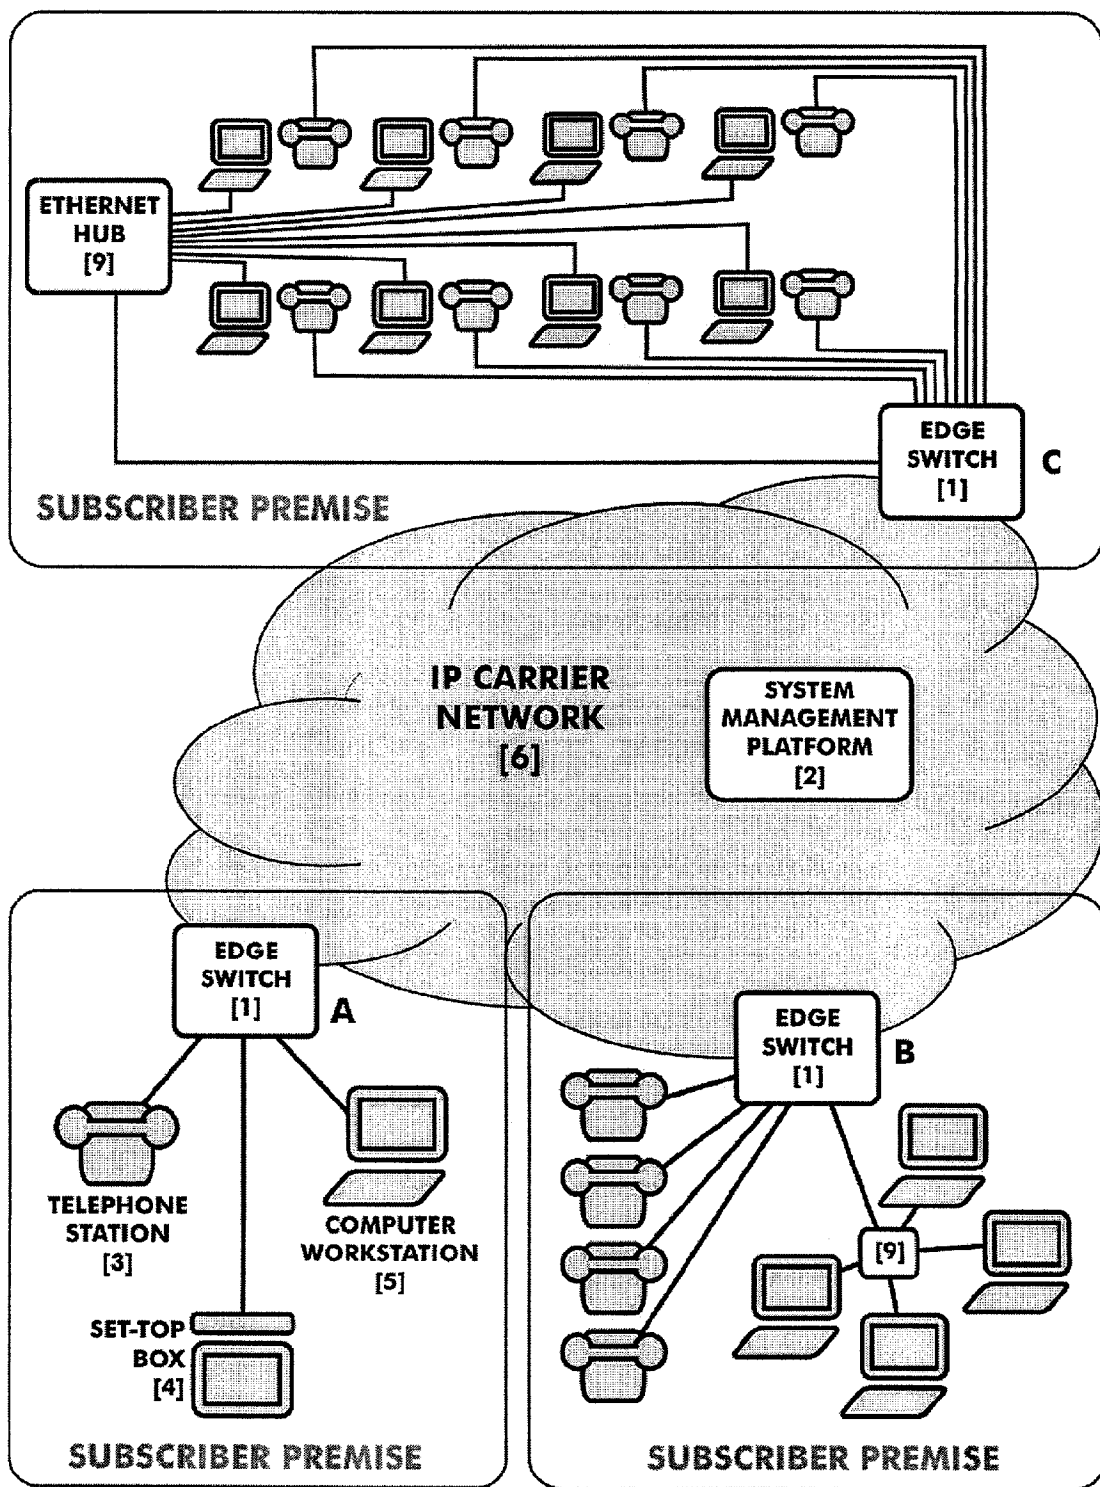 ETHERNET
HUB
[9]
EDGE
SWITCH
[1]
C
SUBSCRIBER PREMISE
IP CARRIER
NETWORK
[6]
SYSTEM
MANAGEMENT
PLATFORM
[2]
EDGE
SWITCH
[1]
A
EDGE
SWITCH
[1]
B
TELEPHONE
STATION
[3]
COMPUTER
WORKSTATION
[5]
[9]
SET-TOP
BOX
[4]
SUBSCRIBER PREMISE
SUBSCRIBER PREMISE